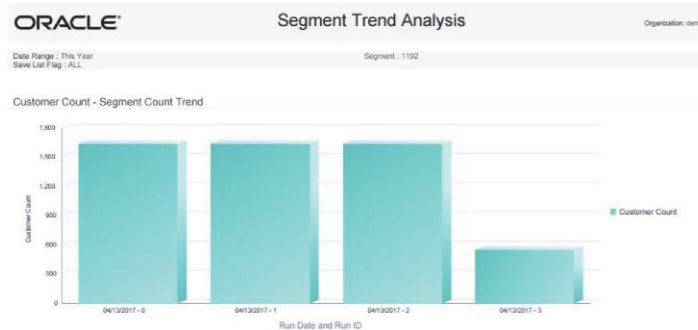 ORACLE®
Segment Trend Analysis
Organization: dem
Date Range : This Year
Segment : 1192
Save List Flag : ALL
Customer Count - Segment Count Trend
1,800
1,500
1,200
900
600
300
0
Customer Count
04/13/2017 - 0
04/13/2017 - 1
04/13/2017 - 2
04/13/2017 - 3
Run Date and Run ID
Customer Count